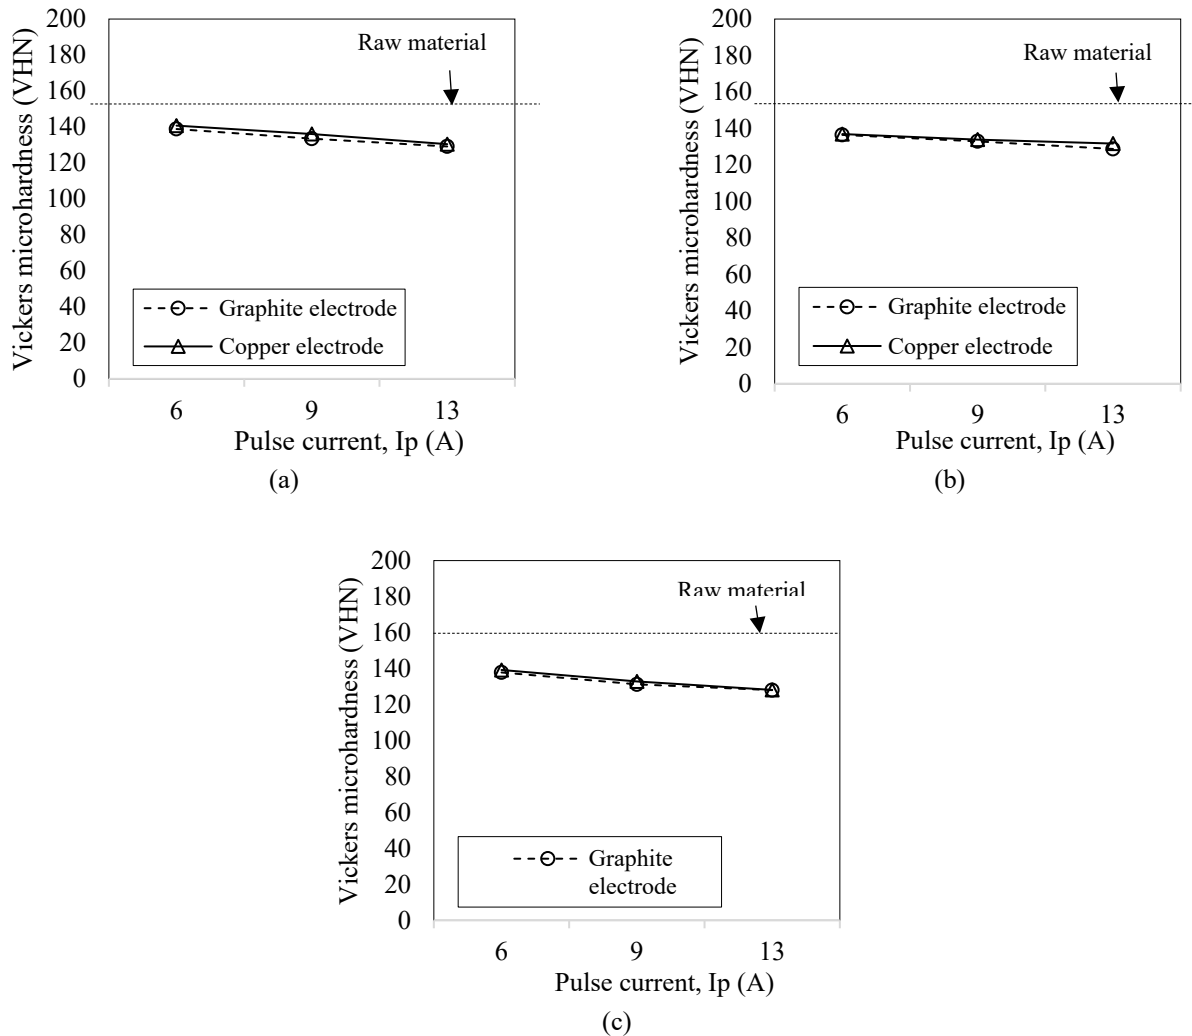 (a)
Vickers microhardness (VHN)
200
180
160
140
120
100
80
60
40
20
0
Raw material
Graphite electrode
Copper electrode
6 9 13
Pulse current, Ip (A)
(a)
Vickers microhardness (VHN)
200
180
160
140
120
100
80
60
40
20
0
Raw material
Graphite electrode
Copper electrode
6 9 13
Pulse current, Ip (A)
(b)
Vickers microhardness (VHN)
200
180
160
140
120
100
80
60
40
20
0
Raw material
Graphite
electrode
6 9 13
Pulse current, Ip (A)
(c)